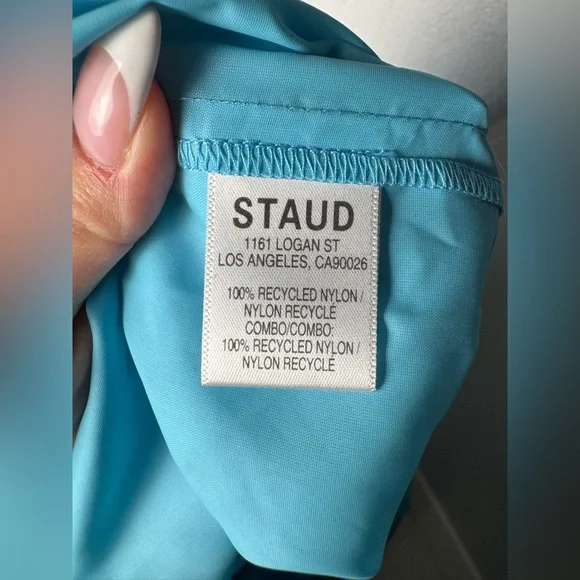 STAUD
1161 LOGAN ST
LOS ANGELES, CA90026
100% RECYCLED NYLON /
NYLON RECYCLÉ
COMBO/COMBO:
100% RECYCLED NYLON /
NYLON RECYCLÉ